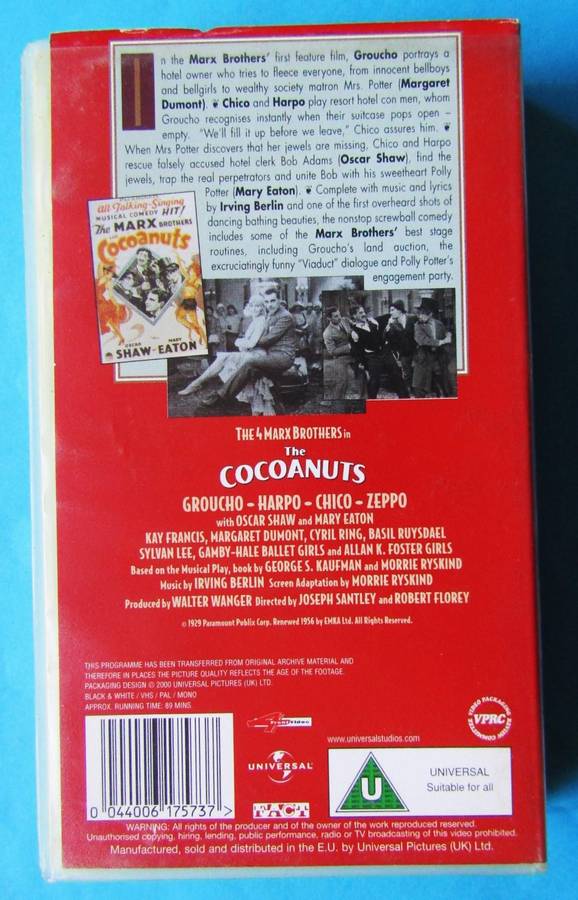 In the Marx Brothers' first feature film, Groucho portrays a
hotel owner who tries to fleece everyone, from innocent bellboys
and bellgirls to wealthy society matron Mrs. Potter (Margaret
Dumont). ❦ Chico and Harpo play resort hotel con men, whom
Groucho recognises instantly when their suitcase pops open –
empty. "We'll fill it up before we leave," Chico assures him. ❦
When Mrs Potter discovers that her jewels are missing, Chico and Harpo
rescue falsely accused hotel clerk Bob Adams (Oscar Shaw), find the
jewels, trap the real perpetrators and unite Bob with his sweetheart Polly
Potter (Mary Eaton). ❦ Complete with music and lyrics
by Irving Berlin and one of the first overheard shots of
dancing bathing beauties, the nonstop screwball comedy
includes some of the Marx Brothers' best stage
routines, including Groucho's land auction, the
excruciatingly funny "Viaduct" dialogue and Polly Potter's
engagement party.
All Talking-Singing
MUSICAL COMEDY HIT!
The MARX BROTHERS
Cocoanuts
OSCAR SHAW - MARY EATON
THE 4 MARX BROTHERS in
The
COCOANUTS
GROUCHO - HARPO - CHICO - ZEPPO
with OSCAR SHAW and MARY EATON
KAY FRANCIS, MARGARET DUMONT, CYRIL RING, BASIL RUYSDAEL
SYLVAN LEE, GAMBY-HALE BALLET GIRLS and ALLAN K. FOSTER GIRLS
Based on the Musical Play, book by GEORGE S. KAUFMAN and MORRIE RYSKIND
Music by IRVING BERLIN Screen Adaptation by MORRIE RYSKIND
Produced by WALTER WANGER Directed by JOSEPH SANTLEY and ROBERT FLOREY
© 1929 Paramount Publix Corp. Renewed 1956 by EMKA Ltd. All Rights Reserved.
THIS PROGRAMME HAS BEEN TRANSFERRED FROM ORIGINAL ARCHIVE MATERIAL AND
THEREFORE IN PLACES THE PICTURE QUALITY REFLECTS THE AGE OF THE FOOTAGE.
PACKAGING DESIGN © 2000 UNIVERSAL PICTURES (UK) LTD.
BLACK & WHITE / VHS / PAL / MONO
APPROX. RUNNING TIME: 89 MINS
0 044006 175737 >
4 Front video
UNIVERSAL
FACT
www.universalstudios.com
VIDEO PACKAGING REVIEW COMMITTEE
VPRC
U
UNIVERSAL
Suitable for all
WARNING: All rights of the producer and of the owner of the work reproduced reserved.
Unauthorised copying, hiring, lending, public performance, radio or TV broadcasting of this video prohibited.
Manufactured, sold and distributed in the E.U. by Universal Pictures (UK) Ltd.